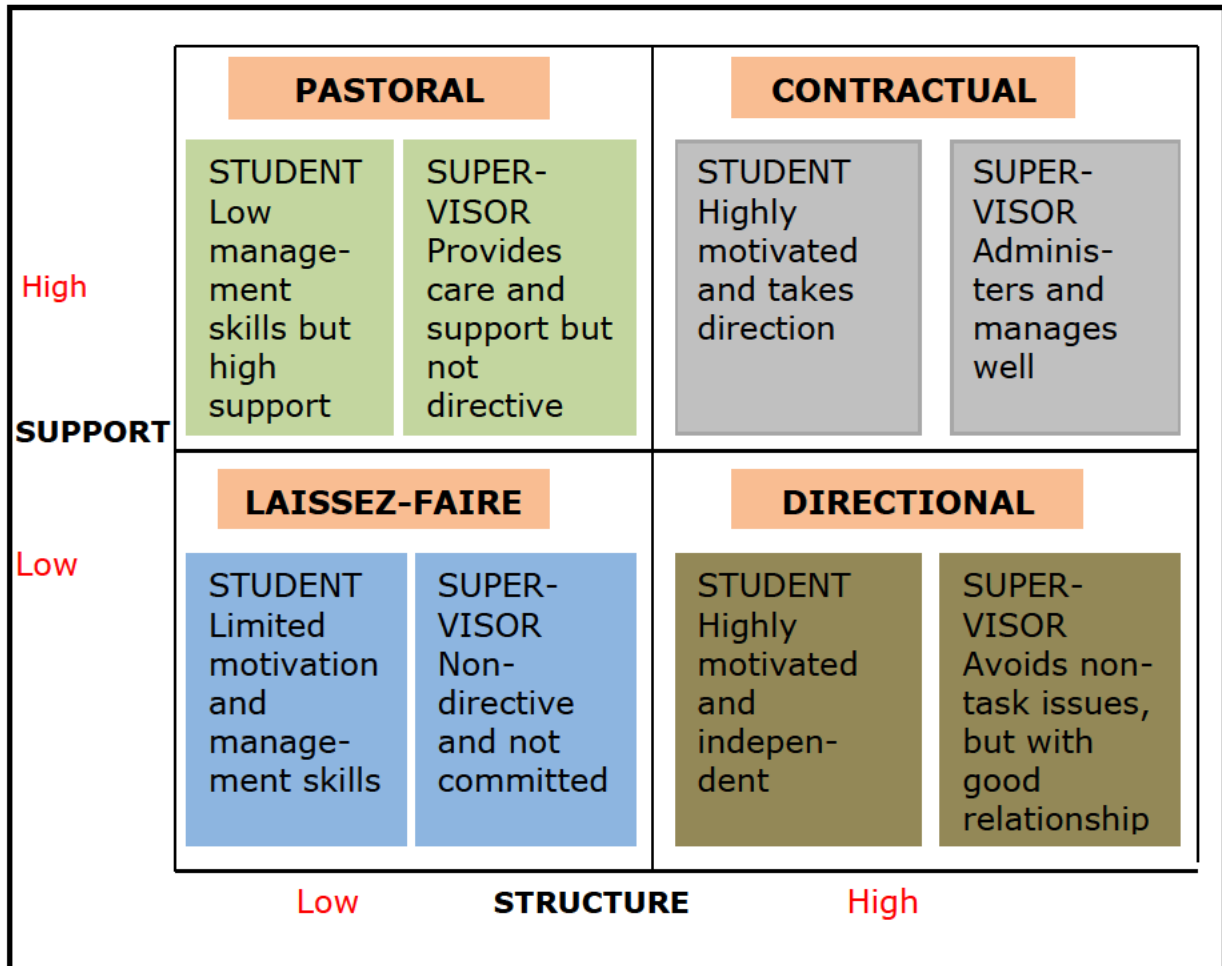 PASTORAL
STUDENT
Low
manage-
ment
skills but
high
support
SUPER-
VISOR
Provides
care and
support but
not
directive
CONTRACTUAL
STUDENT
Highly
motivated
and takes
direction
SUPER-
VISOR
Adminis-
ters and
manages
well
High
SUPPORT
Low
LAISSEZ-FAIRE
STUDENT
Limited
motivation
and
manage-
ment skills
SUPER-
VISOR
Non-
directive
and not
committed
DIRECTIONAL
STUDENT
Highly
motivated
and
indepen-
dent
SUPER-
VISOR
Avoids non-
task issues,
but with
good
relationship
Low
STRUCTURE
High